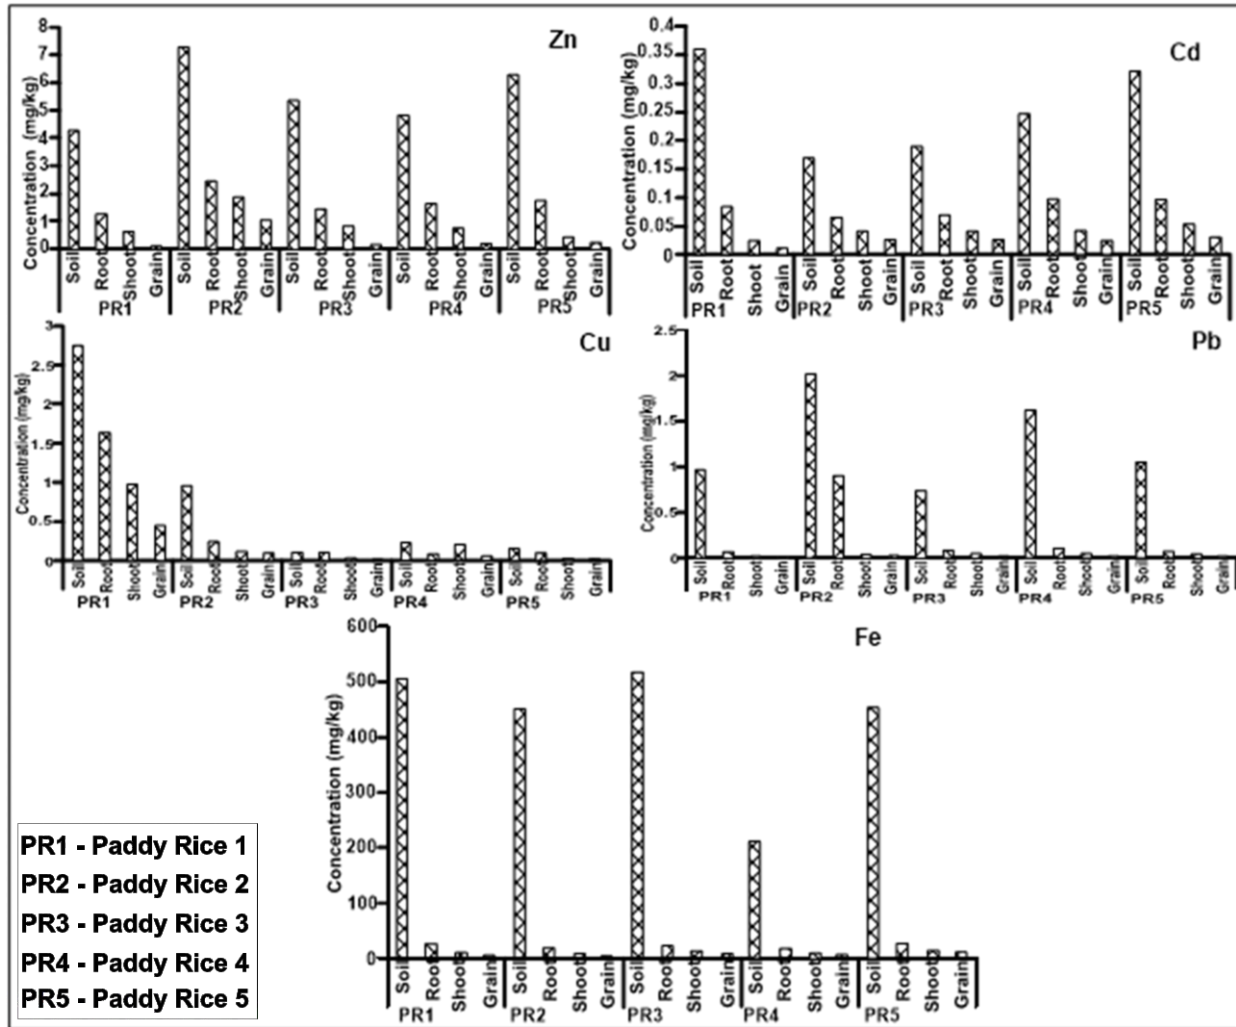 Zn
Concentration (mg/kg)
8
7
6
5
4
3
2
1
0
Soil Root Shoot Grain Soil Root Shoot Grain Soil Root Shoot Grain Soil Root Shoot Grain Soil Root Shoot Grain
PR1 PR2 PR3 PR4 PR5
Cd
Concentration (mg/kg)
0.4
0.35
0.3
0.25
0.2
0.15
0.1
0.05
0
Soil Root Shoot Grain Soil Root Shoot Grain Soil Root Shoot Grain Soil Root Shoot Grain Soil Root Shoot Grain
PR1 PR2 PR3 PR4 PR5
Cu
Concentration (mg/kg)
3
2.5
2
1.5
1
0.5
0
Soil Root Shoot Grain Soil Root Shoot Grain Soil Root Shoot Grain Soil Root Shoot Grain Soil Root Shoot Grain
PR1 PR2 PR3 PR4 PR5
Pb
Concentration (mg/kg)
2.5
2
1.5
1
0.5
0
Soil Root Shoot Grain Soil Root Shoot Grain Soil Root Shoot Grain Soil Root Shoot Grain Soil Root Shoot Grain
PR1 PR2 PR3 PR4 PR5
Fe
Concentration (mg/kg)
600
500
400
300
200
100
0
Soil Root Shoot Grain Soil Root Shoot Grain Soil Root Shoot Grain Soil Root Shoot Grain Soil Root Shoot Grain
PR1 PR2 PR3 PR4 PR5
PR1 - Paddy Rice 1
PR2 - Paddy Rice 2
PR3 - Paddy Rice 3
PR4 - Paddy Rice 4
PR5 - Paddy Rice 5